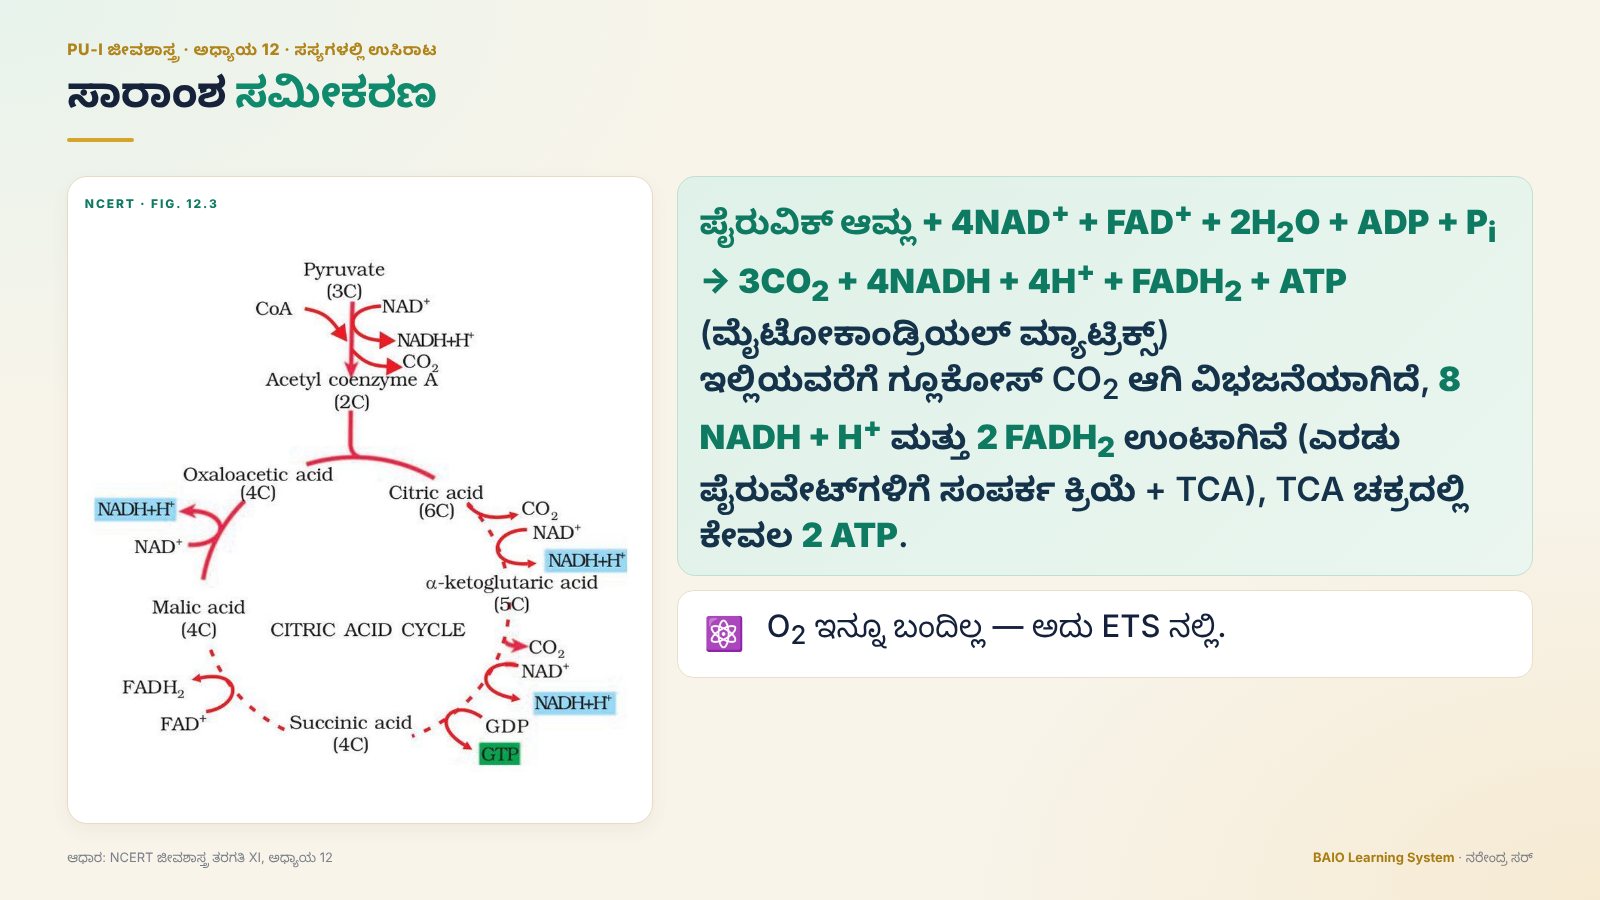 PU-I ಜೀವಶಾಸ್ತ್ರ · ಅಧ್ಯಾಯ 12 · ಸಸ್ಯಗಳಲ್ಲಿ ಉಸಿರಾಟ
ಸಾರಾಂಶ ಸಮೀಕರಣ
NCERT · FIG. 12.3
Pyruvate
(3C)
CoA
NAD⁺
NADH+H⁺
CO₂
Acetyl coenzyme A
(2C)
Oxaloacetic acid
(4C)
Citric acid
(6C)
CO₂
NADH+H⁺
NAD⁺
NAD⁺
NADH+H⁺
α-ketoglutaric acid
(5C)
Malic acid
(4C)
CITRIC ACID CYCLE
CO₂
NAD⁺
FADH₂
NADH+H⁺
FAD⁺
Succinic acid
(4C)
GDP
GTP
ಪೈರುವಿಕ್ ಆಮ್ಲ + 4NAD⁺ + FAD⁺ + 2H₂O + ADP + Pᵢ
→ 3CO₂ + 4NADH + 4H⁺ + FADH₂ + ATP
(ಮೈಟೋಕಾಂಡ್ರಿಯಲ್ ಮ್ಯಾಟ್ರಿಕ್ಸ್)
ಇಲ್ಲಿಯವರೆಗೆ ಗ್ಲೂಕೋಸ್ CO₂ ಆಗಿ ವಿಭಜನೆಯಾಗಿದೆ, 8
NADH + H⁺ ಮತ್ತು 2 FADH₂ ಉಂಟಾಗಿವೆ (ಎರಡು
ಪೈರುವೇಟ್‌ಗಳಿಗೆ ಸಂಪರ್ಕ ಕ್ರಿಯೆ + TCA), TCA ಚಕ್ರದಲ್ಲಿ
ಕೇವಲ 2 ATP.
O₂ ಇನ್ನೂ ಬಂದಿಲ್ಲ — ಅದು ETS ನಲ್ಲಿ.
ಆಧಾರ: NCERT ಜೀವಶಾಸ್ತ್ರ ತರಗತಿ XI, ಅಧ್ಯಾಯ 12
BAIO Learning System · ನರೇಂದ್ರ ಸರ್